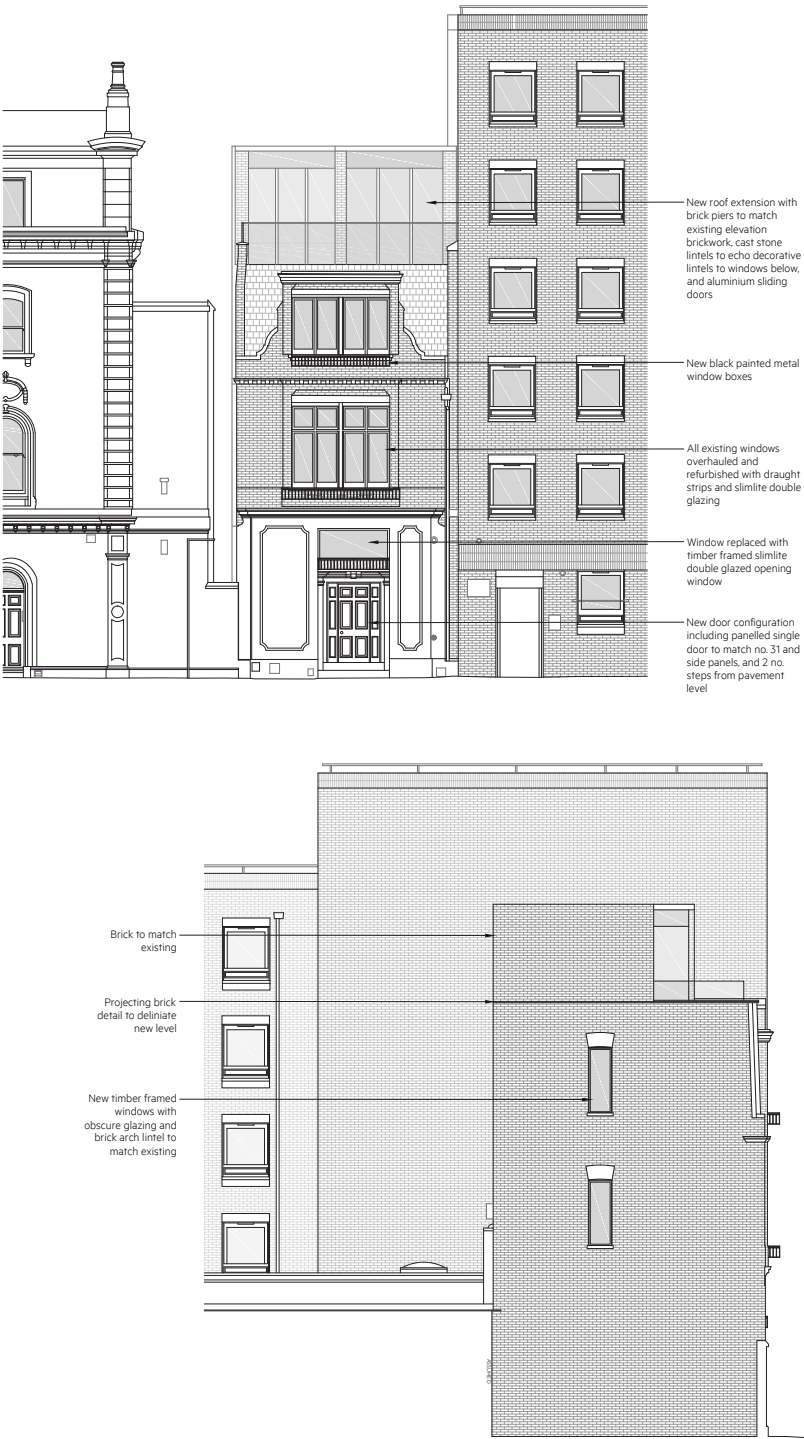 New roof extension with
brick piers to match
existing elevation
brickwork, cast stone
lintels to echo decorative
lintels to windows below,
and aluminium sliding
doors
New black painted metal
window boxes
All existing windows
overhauled and
refurbished with draught
strips and slimlite double
glazing
Window replaced with
timber framed slimlite
double glazed opening
window
New door configuration
including panelled single
door to match no. 31 and
side panels, and 2 no.
steps from pavement
level
Brick to match
existing
Projecting brick
detail to deliniate
new level
New timber framed
windows with
obscure glazing and
brick arch lintel to
match existing
ASSUMED